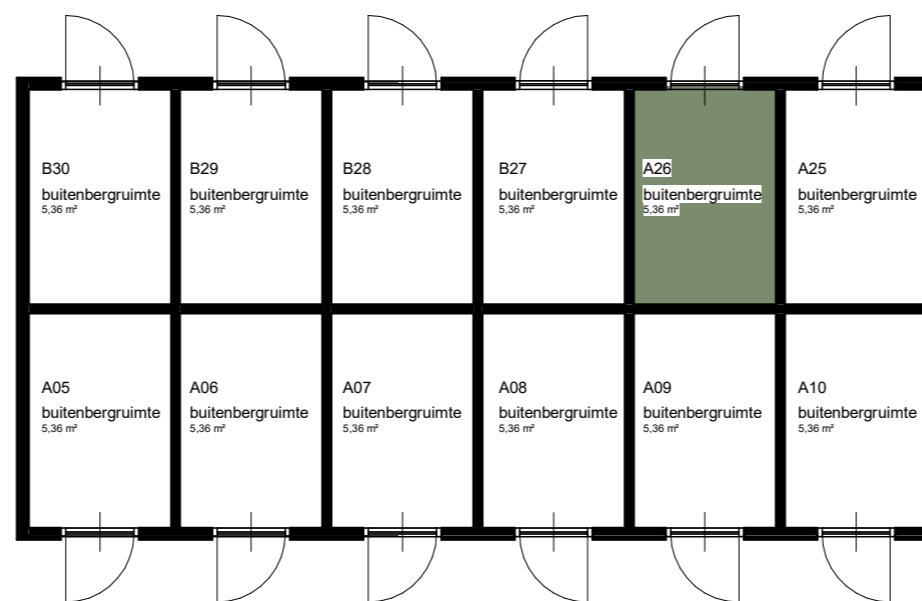 B30
buitenbergruimte
5,36 m²
B29
buitenbergruimte
5,36 m²
B28
buitenbergruimte
5,36 m²
B27
buitenbergruimte
5,36 m²
A26
buitenbergruimte
5,36 m²
A25
buitenbergruimte
5,36 m²
A05
buitenbergruimte
5,36 m²
A06
buitenbergruimte
5,36 m²
A07
buitenbergruimte
5,36 m²
A08
buitenbergruimte
5,36 m²
A09
buitenbergruimte
5,36 m²
A10
buitenbergruimte
5,36 m²